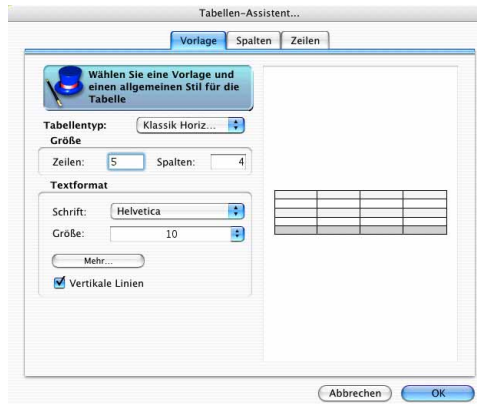 Tabellen-Assistent...
Vorlage Spalten Zeilen
Wählen Sie eine Vorlage und
einen allgemeinen Stil für die
Tabelle
Tabellentyp: Klassik Horiz...
Größe
Zeilen: 5 Spalten: 4
Textformat
Schrift: Helvetica
Größe: 10
Mehr...
Vertikale Linien
Abbrechen OK